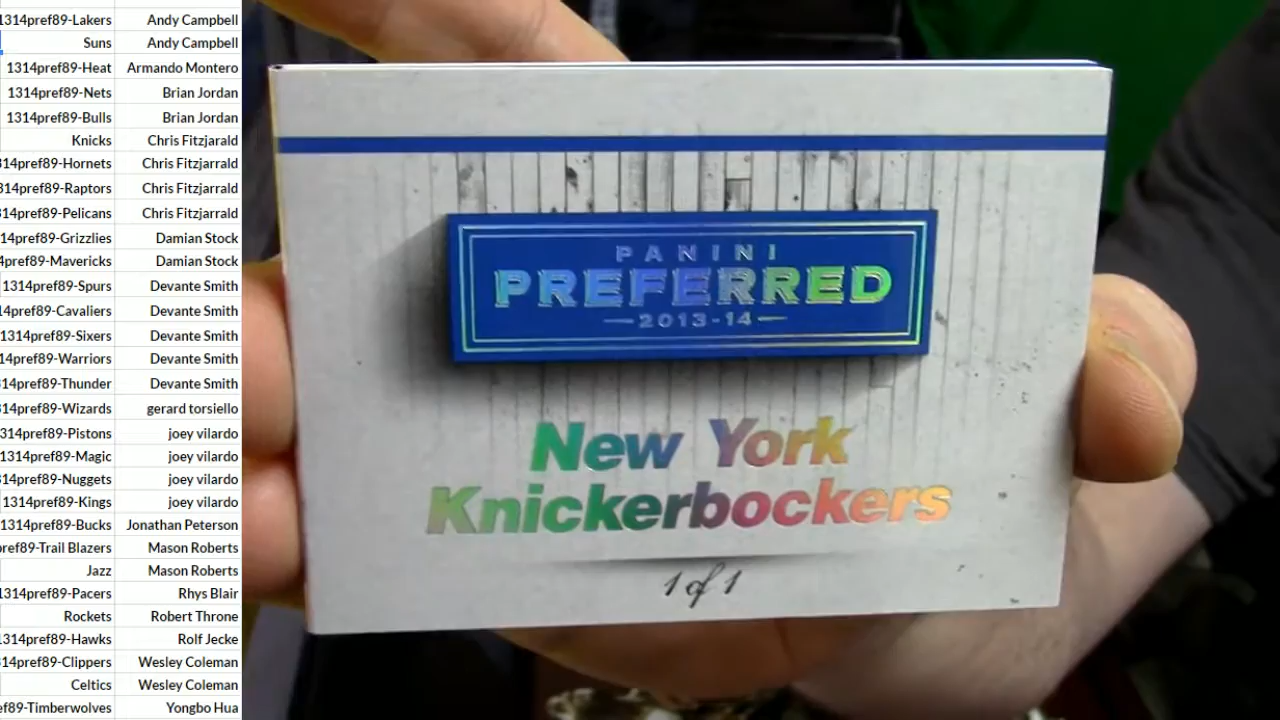 1314pref89-Lakers Andy Campbell
Suns Andy Campbell
1314pref89-Heat Armando Montero
1314pref89-Nets Brian Jordan
1314pref89-Bulls Brian Jordan
Knicks Chris Fitzjarald
314pref89-Hornets Chris Fitzjarrald
314pref89-Raptors Chris Fitzjarrald
314pref89-Pelicans Chris Fitzjarrald
14pref89-Grizzlies Damian Stock
4pref89-Mavericks Damian Stock
1314pref89-Spurs Devante Smith
14pref89-Cavaliers Devante Smith
1314pref89-Sixers Devante Smith
14pref89-Warriors Devante Smith
314pref89-Thunder Devante Smith
314pref89-Wizards gerard torsiello
314pref89-Pistons joey vilardo
1314pref89-Magic joey vilardo
314pref89-Nuggets joey vilardo
1314pref89-Kings joey vilardo
1314pref89-Bucks Jonathan Peterson
pref89-Trail Blazers Mason Roberts
Jazz Mason Roberts
1314pref89-Pacers Rhys Blair
Rockets Robert Throne
1314pref89-Hawks Rolf Jecke
14pref89-Clippers Wesley Coleman
Celtics Wesley Coleman
ef89-Timberwolves Yongbo Hua
PANINI
PREFERRED
2013-14
New York
Knickerbockers
1 of 1